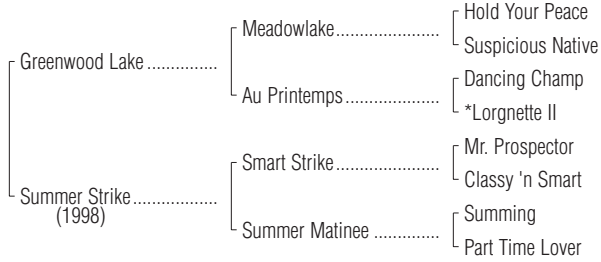 Hold Your Peace
Meadowlake....................
Suspicious Native
Greenwood Lake ..............
Dancing Champ
Au Printemps..................
*Lorgnette II
Mr. Prospector
Smart Strike....................
Classy 'n Smart
Summer Strike................
(1998)
Summing
Summer Matinee .............
Part Time Lover